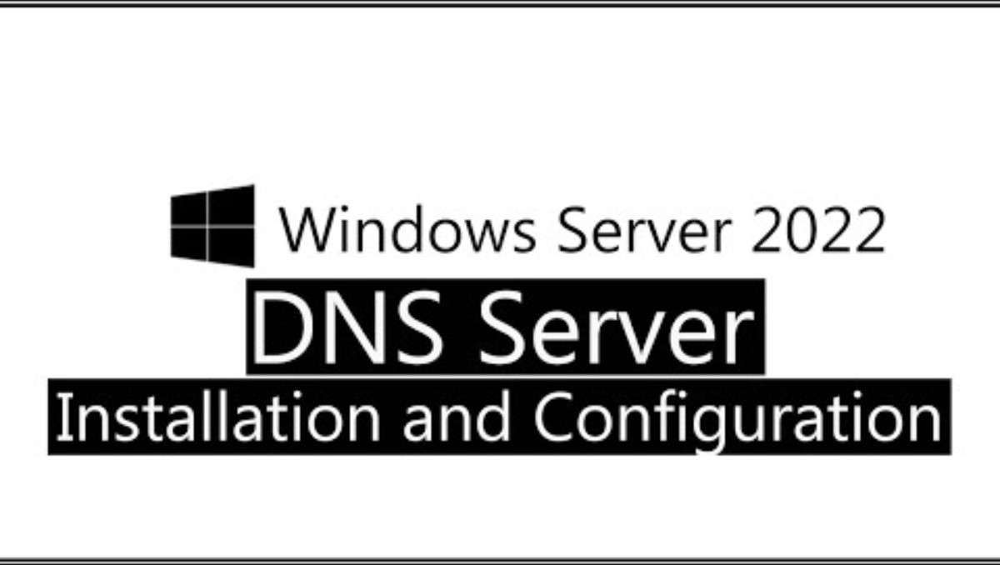 Windows Server 2022
DNS Server
Installation and Configuration